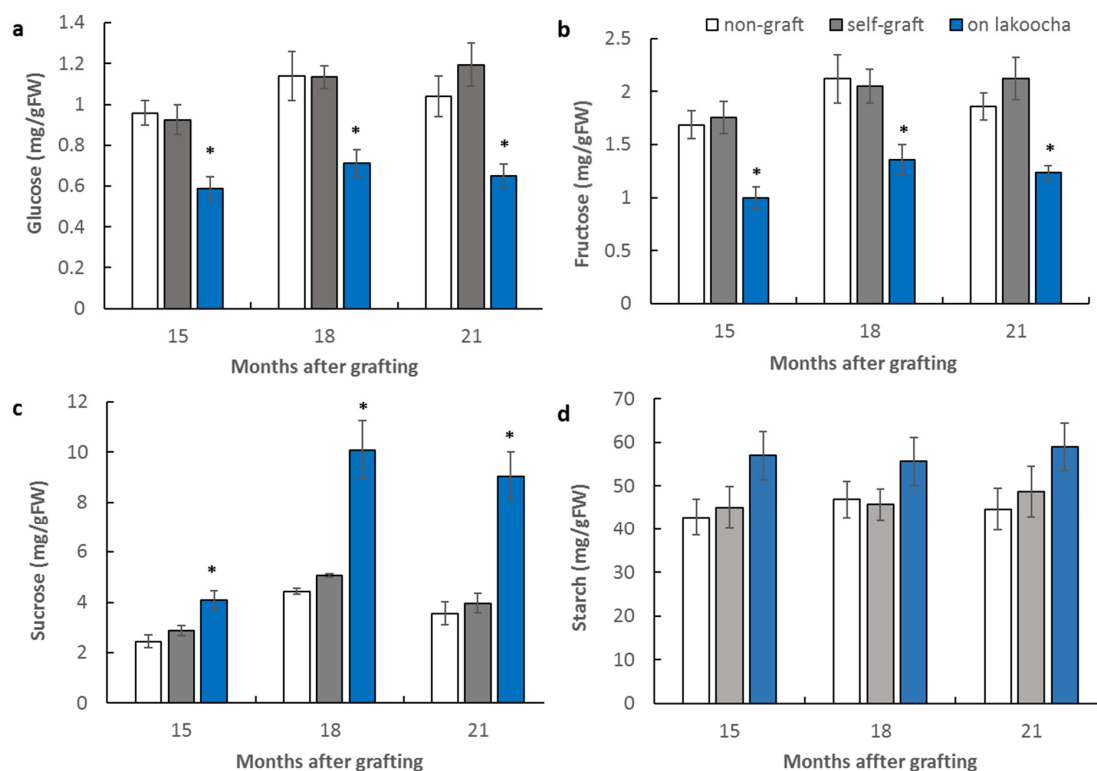 a
1.4
1.2
1
0.8
0.6
0.4
0.2
0
Glucose (mg/gFW)
*
*
*
15 18 21
Months after grafting
b
non-graft self-graft on lakoocha
2.5
2
1.5
1
0.5
0
Fructose (mg/gFW)
*
*
*
15 18 21
Months after grafting
c
12
10
8
6
4
2
0
Sucrose (mg/gFW)
*
*
*
15 18 21
Months after grafting
d
70
60
50
40
30
20
10
0
Starch (mg/gFW)
15 18 21
Months affter grafting